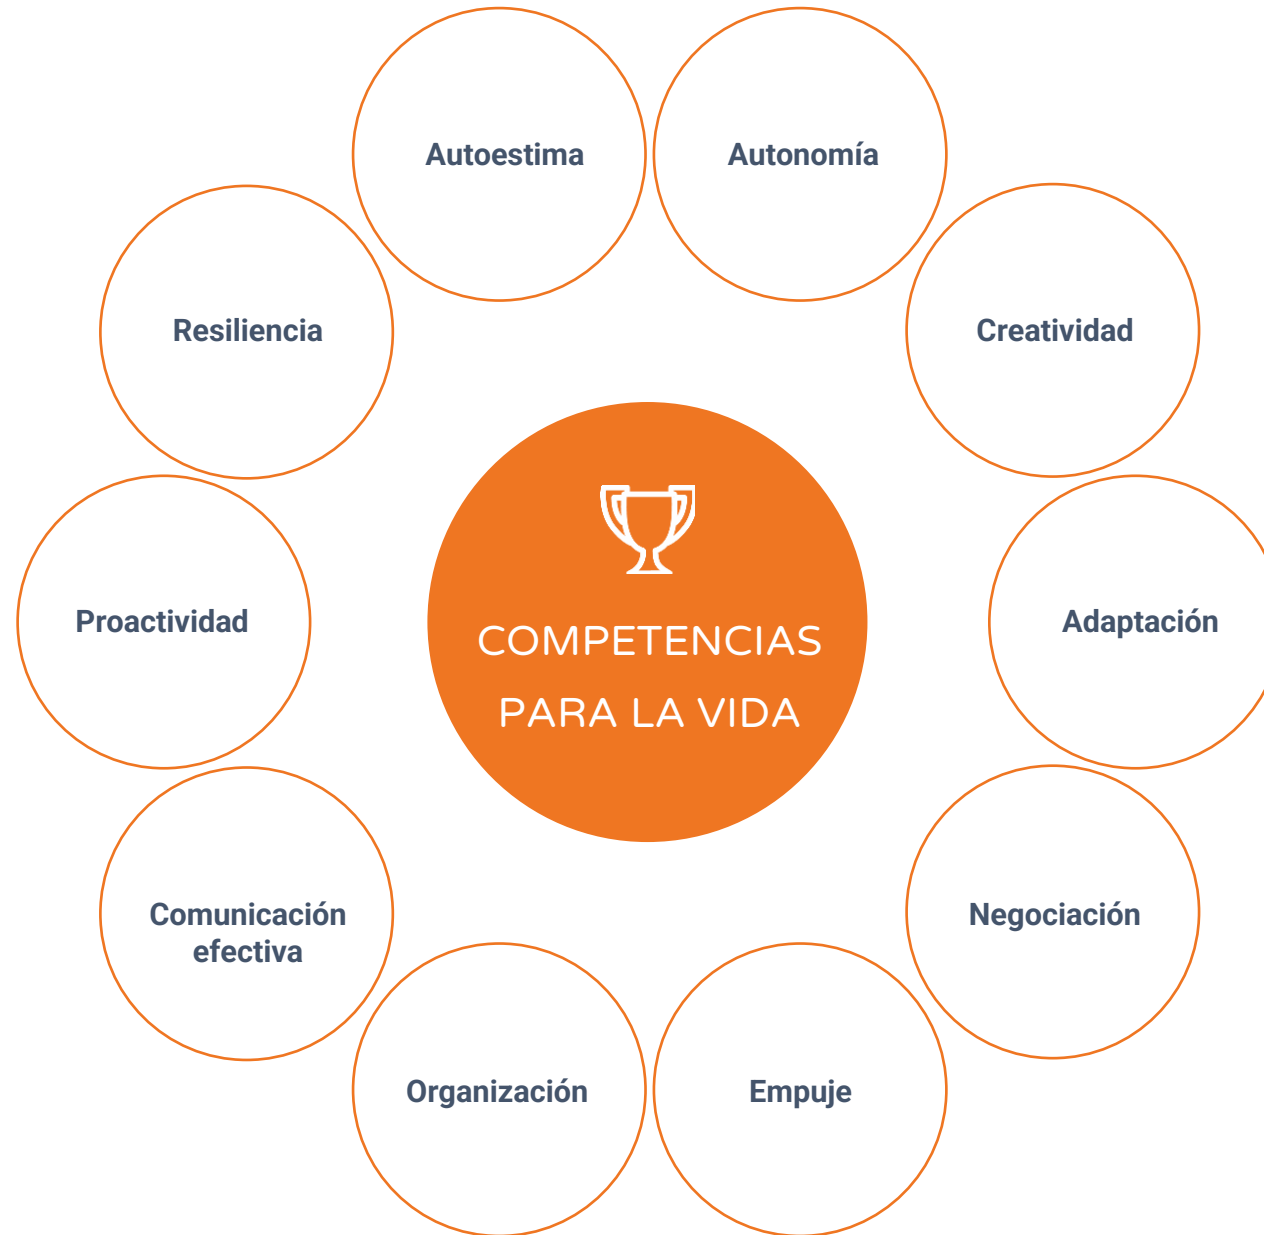 Autoestima
Autonomía
Resiliencia
Creatividad
COMPETENCIAS
PARA LA VIDA
Proactividad
Adaptación
Comunicación
efectiva
Negociación
Organización
Empuje